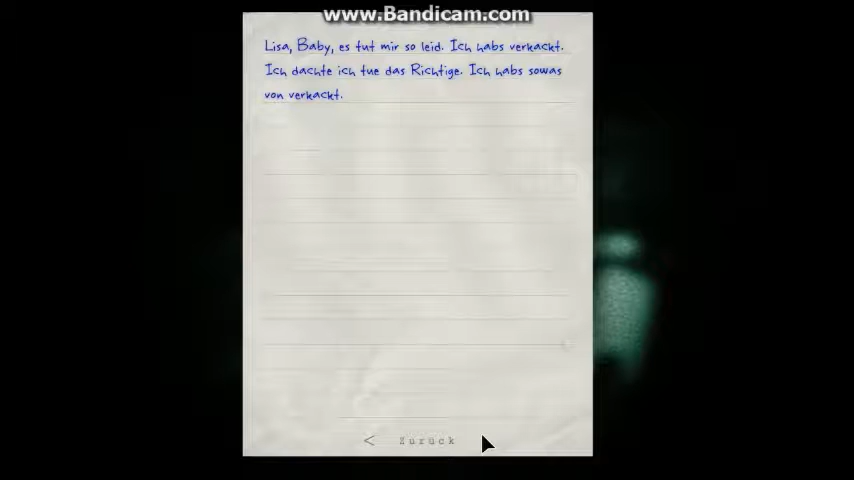 www.Bandicam.com
Lisa, Baby, es tut mir so leid. Ich habs verkackt.
Ich dachte ich tue das Richtige. Ich habs sowas
von verkackt.
< Zurück